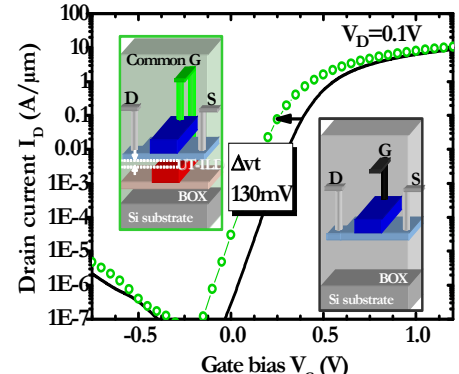 V_D=0.1V
Drain current I_D (A/μm)
100
10
1
0.1
0.01
1E-3
1E-4
1E-5
1E-6
1E-7
Common G
D
S
UT-ILD
BOX
Si substrate
Δvt
130mV
G
D
S
BOX
Si substrate
-0.5
0.0
0.5
1.0
Gate bias V (V)